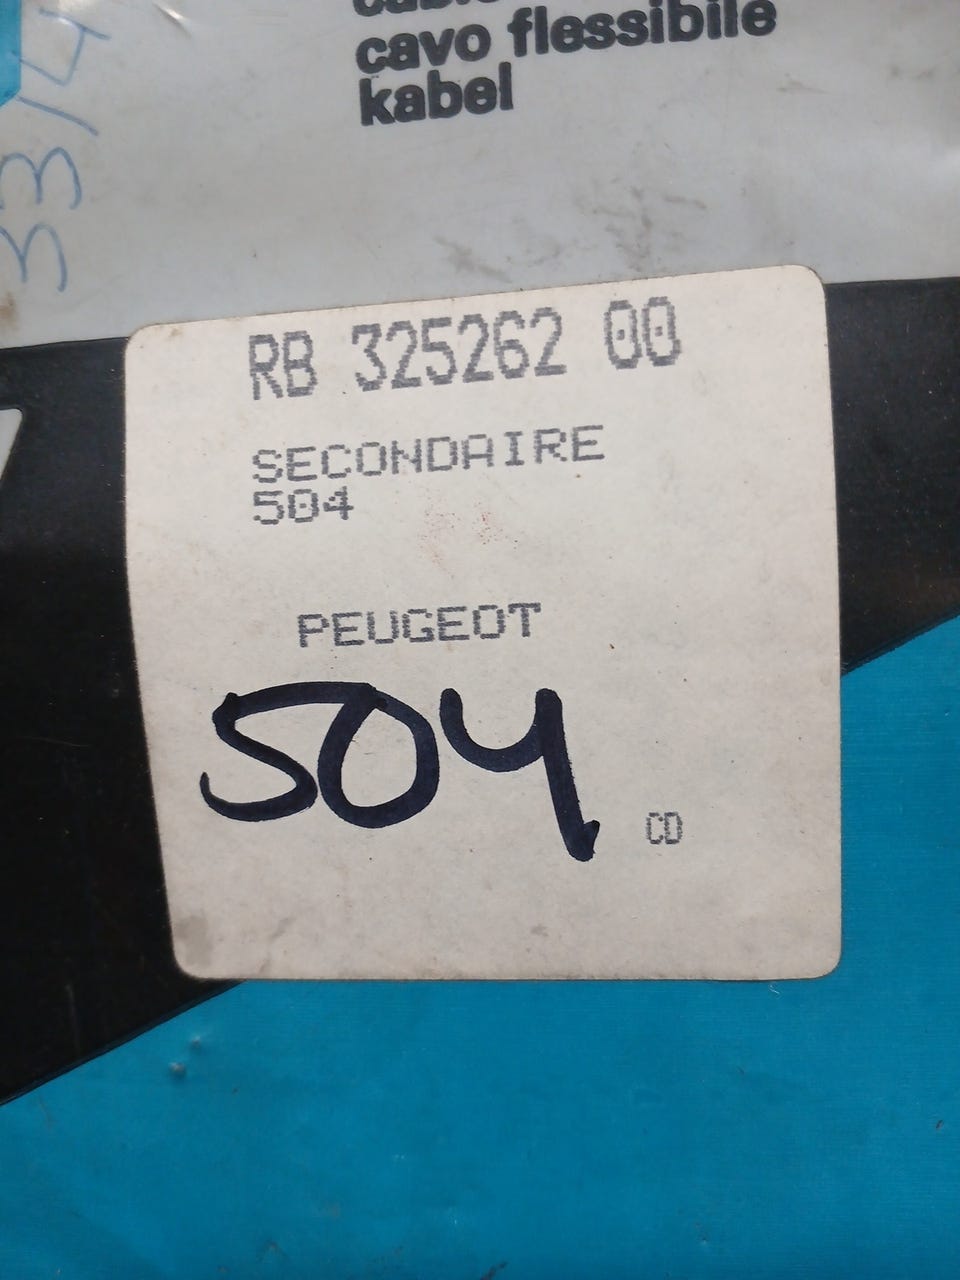 cavo flessibile
kabel
33/4
RB 325262 00
SECONDAIRE
504
PEUGEOT
504
CD